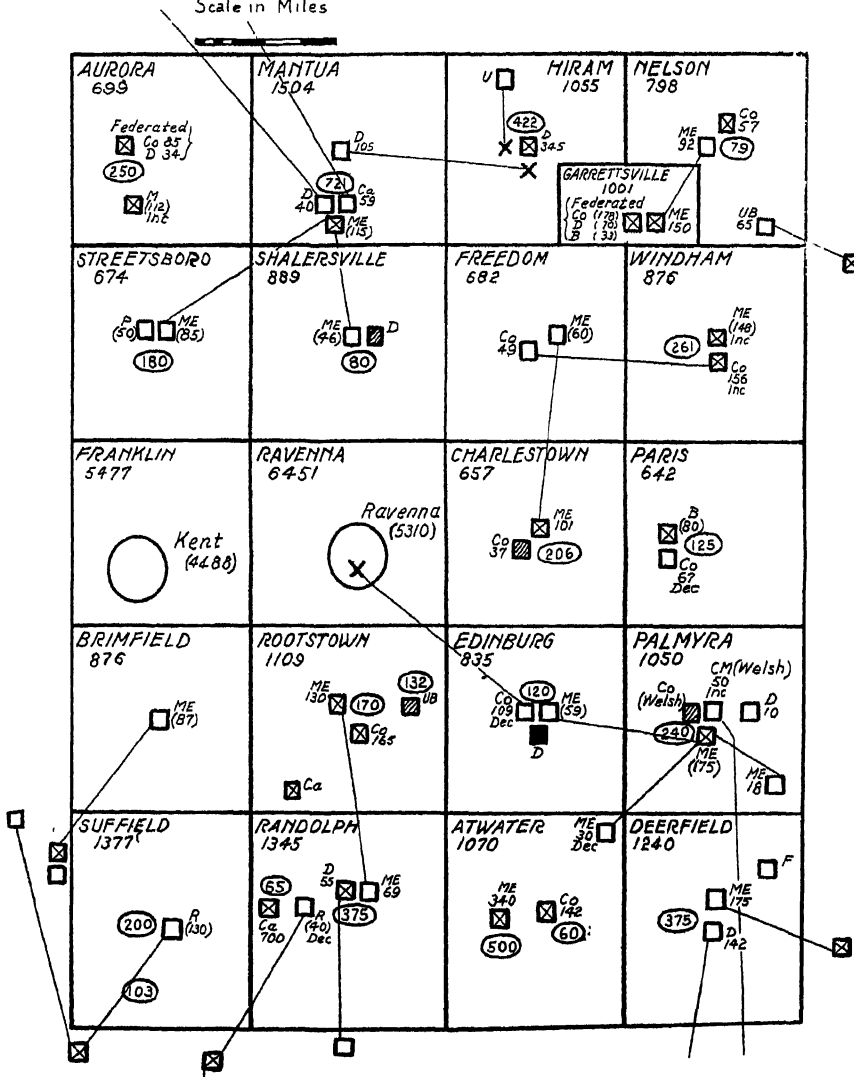 Scale in Miles
AURORA
699
Federated
Co 85
D 34
250
M
(112)
Int
MANTUA
1504
D
105
721
D
40
Ca
59
ME
(115)
HIRAM
1055
U
422
D
345
NELSON
798
Co
57
ME
92
79
UB
65
GARRETTSVILLE
1001
Federated
Co (178)
D (70)
B (33)
ME
150
STREETSBORO
674
P
(50)
ME
(85)
180
SHALERSVILLE
889
ME
(46)
D
80
FREEDOM
682
ME
(60)
Co
49
WINDHAM
876
ME
(148)
Inc
261
Co
156
Inc
FRANKLIN
5477
Kent
(4488)
RAVENNA
6451
Ravenna
(5310)
CHARLESTOWN
657
ME
101
Co
37
206
PARIS
642
B
(80)
125
Co
67
Dec
BRIMFIELD
876
ME
(87)
ROOTSTOWN
1109
ME
130
170
132
UB
Ca
165
Ca
EDINBURG
835
120
Co
109
Dec
ME
(59)
D
PALMYRA
1050
CM(Welsh)
50
Inc
Co
(Welsh)
D
10
240
ME
(75)
ME
18
SUFFIELD
1377
200
R
(130)
103
RANDOLPH
1345
65
Ca
700
R
(40)
Dec
D
55
ME
69
375
ATWATER
1070
ME
30
Dec
ME
340
500
Co
142
60
DEERFIELD
1240
F
ME
175
375
D
142